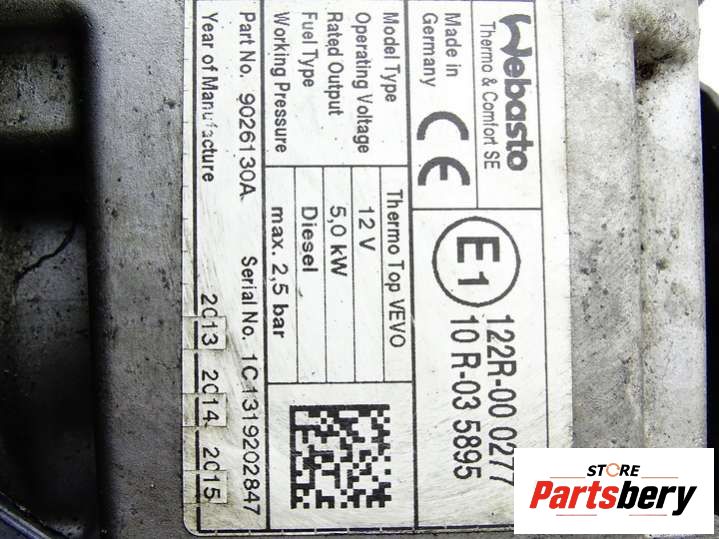 Webasto
Thermo & Comfort SE
Made in
Germany
CE
E1
122R-00 0277
10 R-03 5895
Model Type Thermo Top VEVO
Operating Voltage 12 V
Rated Output 5,0 kW
Fuel Type Diesel
Working Pressure max. 2,5 bar
Part No. 9026130A Serial No. 1C1319202847
Year of Manufacture 2013 2014 2015
STORE
Partsbery